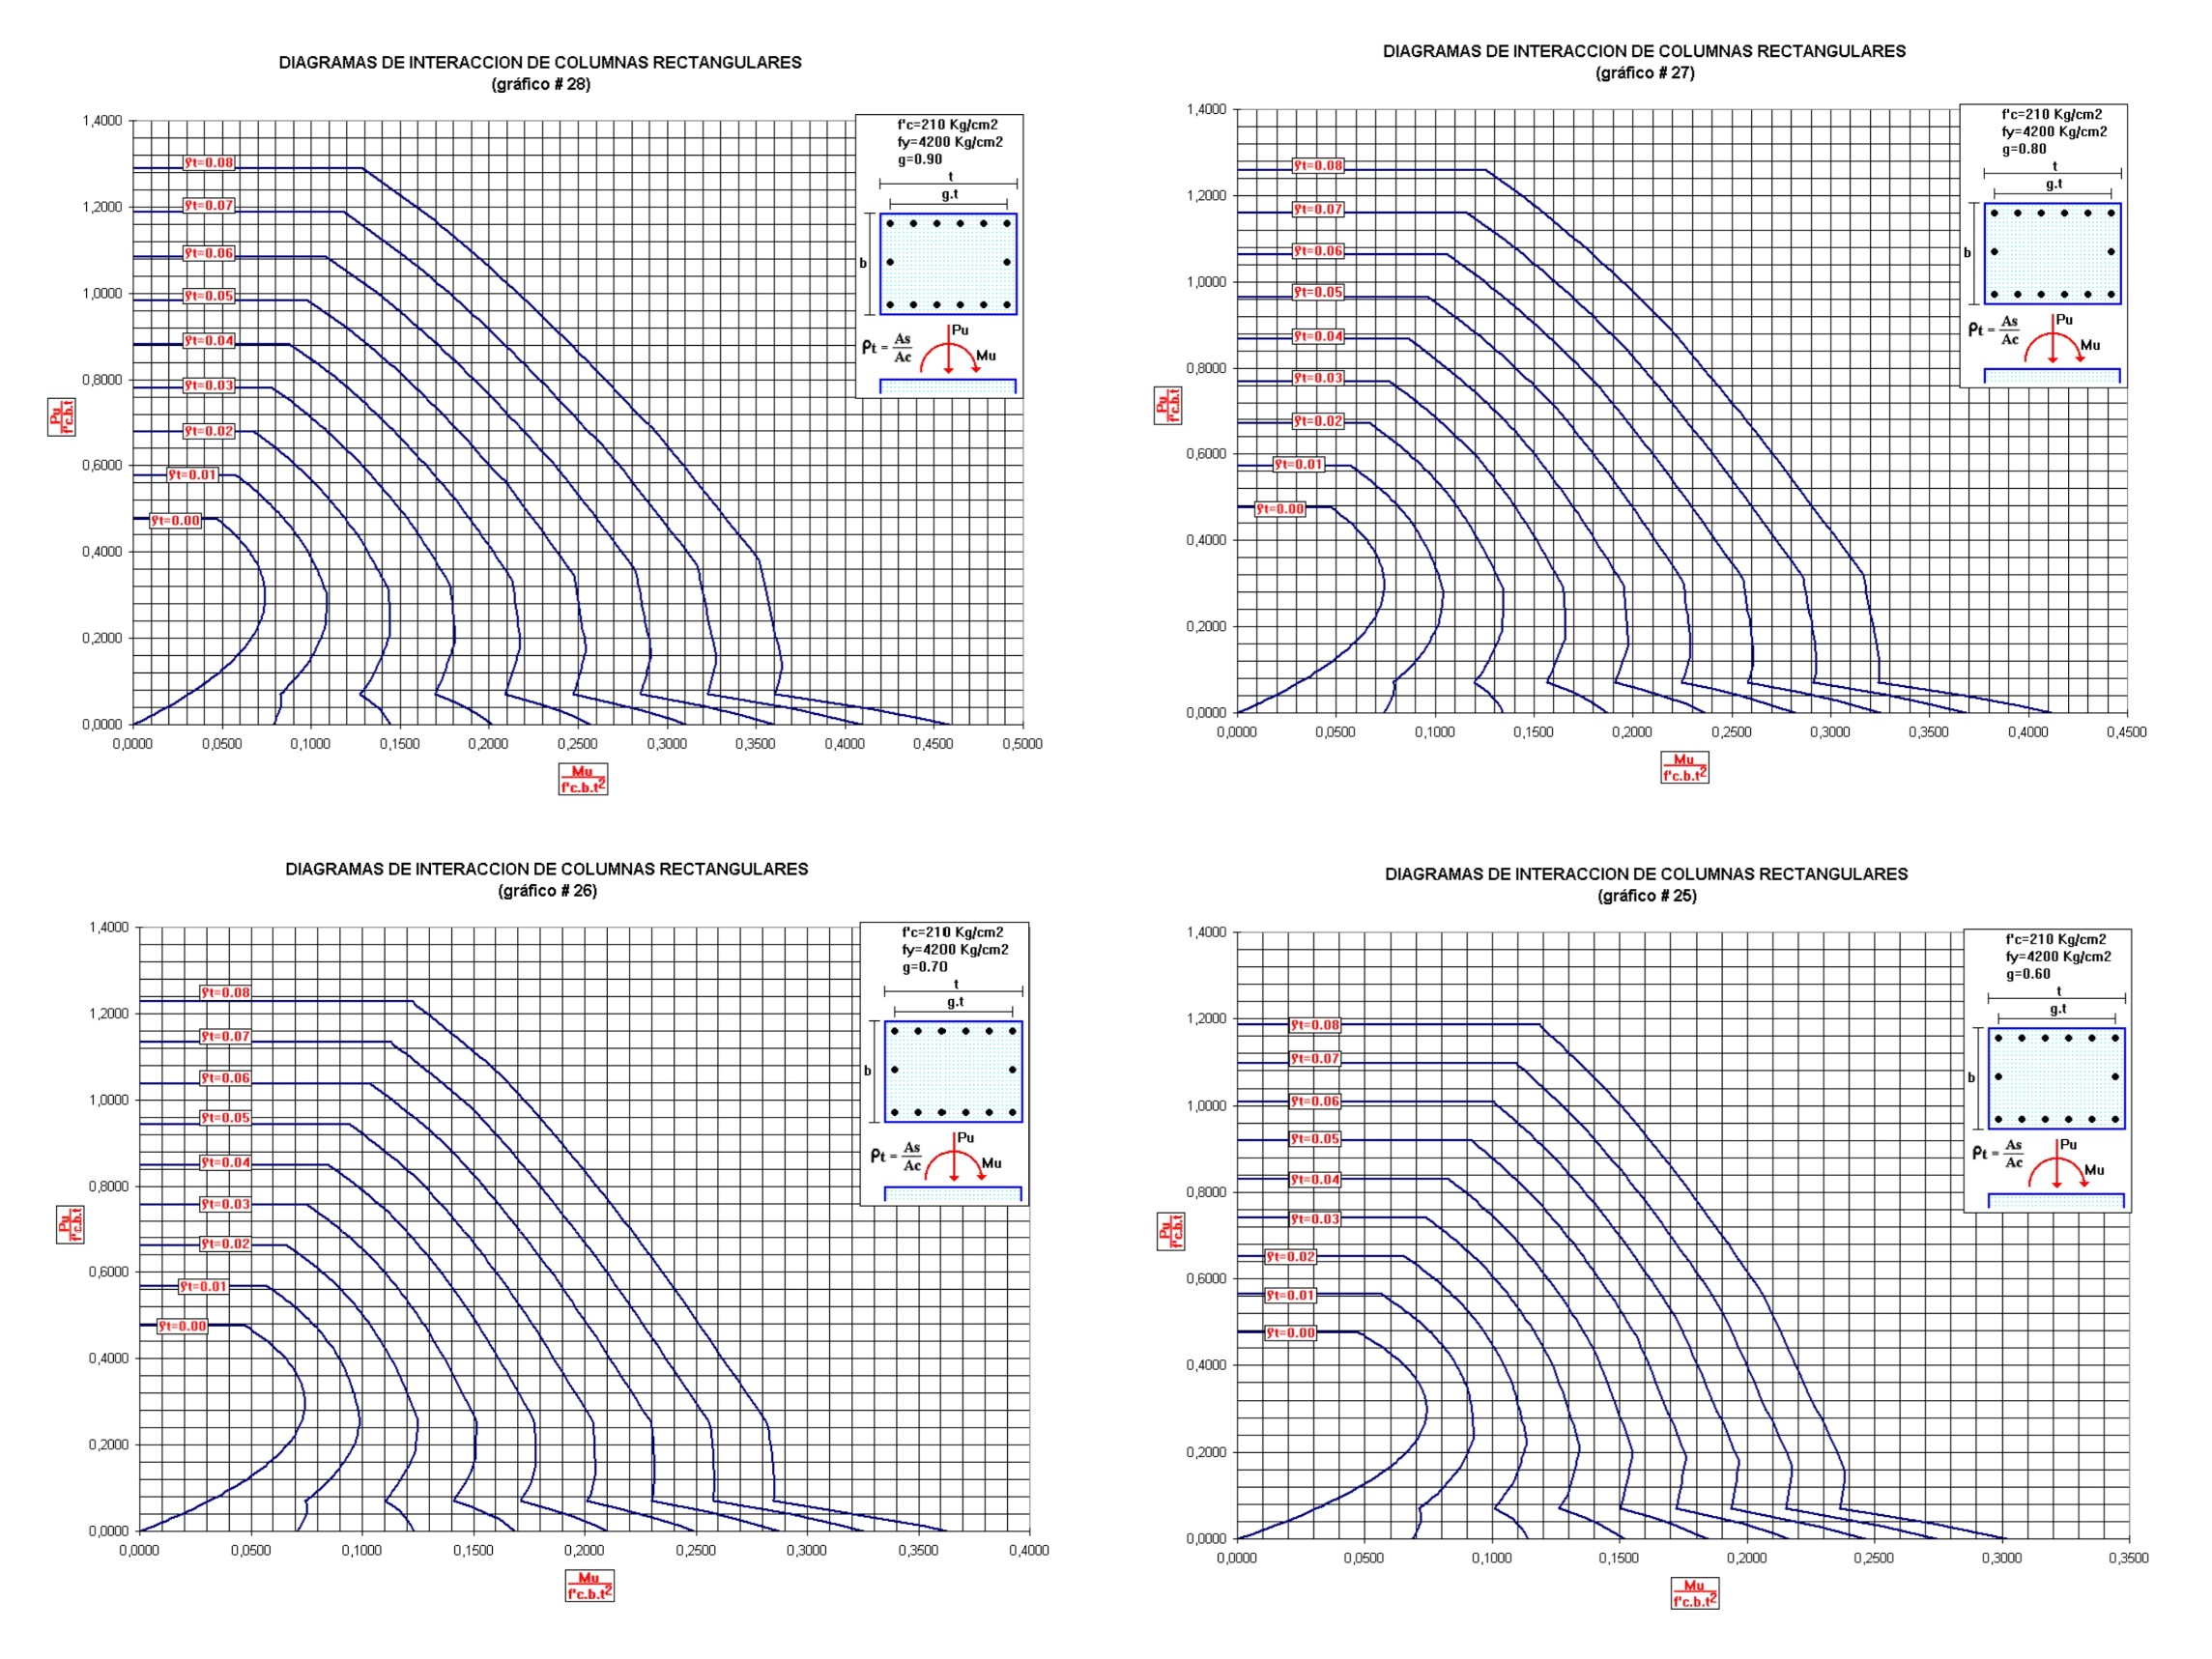 DIAGRAMAS DE INTERACCION DE COLUMNAS RECTANGULARES
(gráfico # 28)
1,4000
1,2000
1,0000
0,8000
0,6000
0,4000
0,2000
0,0000
ρt=0.08
ρt=0.07
ρt=0.06
ρt=0.05
ρt=0.04
ρt=0.03
ρt=0.02
ρt=0.01
ρt=0.00
0,0000 0,0500 0,1000 0,1500 0,2000 0,2500 0,3000 0,3500 0,4000 0,4500 0,5000
Pu
f'c.b.t
Mu
f'c.b.t2
f'c=210 Kg/cm2
fy=4200 Kg/cm2
g=0.90
t
g.t
b
ρt = As
Ac
Pu
Mu
DIAGRAMAS DE INTERACCION DE COLUMNAS RECTANGULARES
(gráfico # 27)
1,4000
1,2000
1,0000
0,8000
0,6000
0,4000
0,2000
0,0000
ρt=0.08
ρt=0.07
ρt=0.06
ρt=0.05
ρt=0.04
ρt=0.03
ρt=0.02
ρt=0.01
ρt=0.00
0,0000 0,0500 0,1000 0,1500 0,2000 0,2500 0,3000 0,3500 0,4000 0,4500
Pu
f'c.b.t
Mu
f'c.b.t2
f'c=210 Kg/cm2
fy=4200 Kg/cm2
g=0.80
t
g.t
b
ρt = As
Ac
Pu
Mu
DIAGRAMAS DE INTERACCION DE COLUMNAS RECTANGULARES
(gráfico # 26)
1,4000
1,2000
1,0000
0,8000
0,6000
0,4000
0,2000
0,0000
ρt=0.08
ρt=0.07
ρt=0.06
ρt=0.05
ρt=0.04
ρt=0.03
ρt=0.02
ρt=0.01
ρt=0.00
0,0000 0,0500 0,1000 0,1500 0,2000 0,2500 0,3000 0,3500 0,4000
Pu
f'c.b.t
Mu
f'c.b.t2
f'c=210 Kg/cm2
fy=4200 Kg/cm2
g=0.70
t
g.t
b
ρt = As
Ac
Pu
Mu
DIAGRAMAS DE INTERACCION DE COLUMNAS RECTANGULARES
(gráfico # 25)
1,4000
1,2000
1,0000
0,8000
0,6000
0,4000
0,2000
0,0000
ρt=0.08
ρt=0.07
ρt=0.06
ρt=0.05
ρt=0.04
ρt=0.03
ρt=0.02
ρt=0.01
ρt=0.00
0,0000 0,0500 0,1000 0,1500 0,2000 0,2500 0,3000 0,3500
Pu
f'c.b.t
Mu
f'c.b.t2
f'c=210 Kg/cm2
fy=4200 Kg/cm2
g=0.60
t
g.t
b
ρt = As
Ac
Pu
Mu